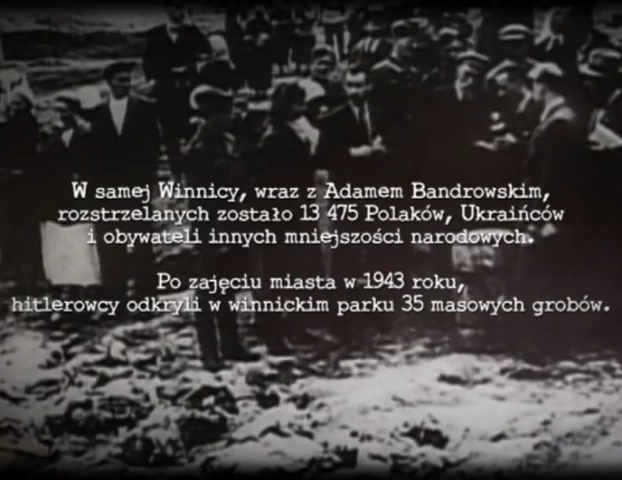 W samej Winnicy, wraz z Adamem Bandrowskim,
rozstrzelanych zostało 13 475 Polaków, Ukraińców
i obywateli innych mniejszości narodowych.
Po zajęciu miasta w 1943 roku,
hitlerowcy odkryli w winnickim parku 35 masowych grobów.